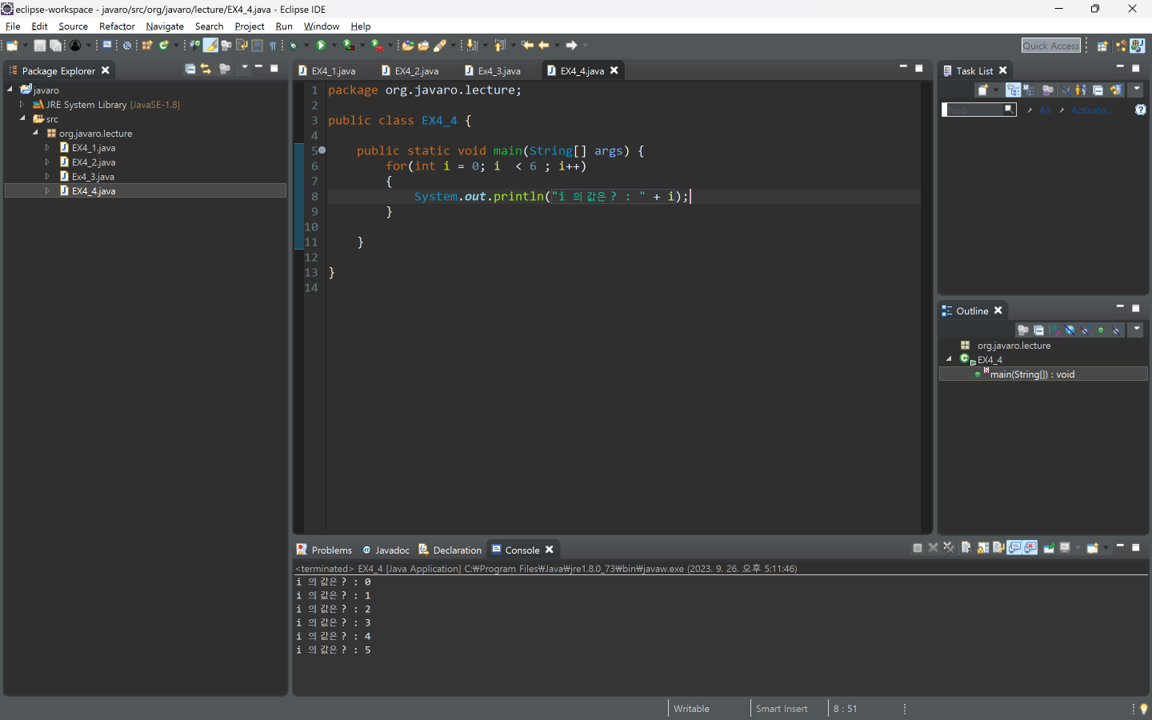 eclipse-workspace - javaro/src/org/javaro/lecture/EX4_4.java - Eclipse IDE
File Edit Source Refactor Navigate Search Project Run Window Help
Quick Access
Package Explorer
javaro
JRE System Library [JavaSE-1.8]
src
org.javaro.lecture
EX4_1.java
EX4_2.java
Ex4_3.java
EX4_4.java
EX4_1.java EX4_2.java Ex4_3.java EX4_4.java
1 package org.javaro.lecture;
2
3 public class EX4_4 {
4
5 public static void main(String[] args) {
6 for(int i = 0; i < 6 ; i++)
7 {
8 System.out.println("i 의 값은 ? : " + i);
9 }
10
11 }
12
13 }
14
Task List
Find All Activate...
Outline
org.javaro.lecture
EX4_4
main(String[]) : void
Problems Javadoc Declaration Console
<terminated> EX4_4 [Java Application] C:₩Program Files₩Java₩jre1.8.0_73₩bin₩javaw.exe (2023. 9. 26. 오후 5:11:46)
i 의 값은 ? : 0
i 의 값은 ? : 1
i 의 값은 ? : 2
i 의 값은 ? : 3
i 의 값은 ? : 4
i 의 값은 ? : 5
Writable Smart Insert 8 : 51